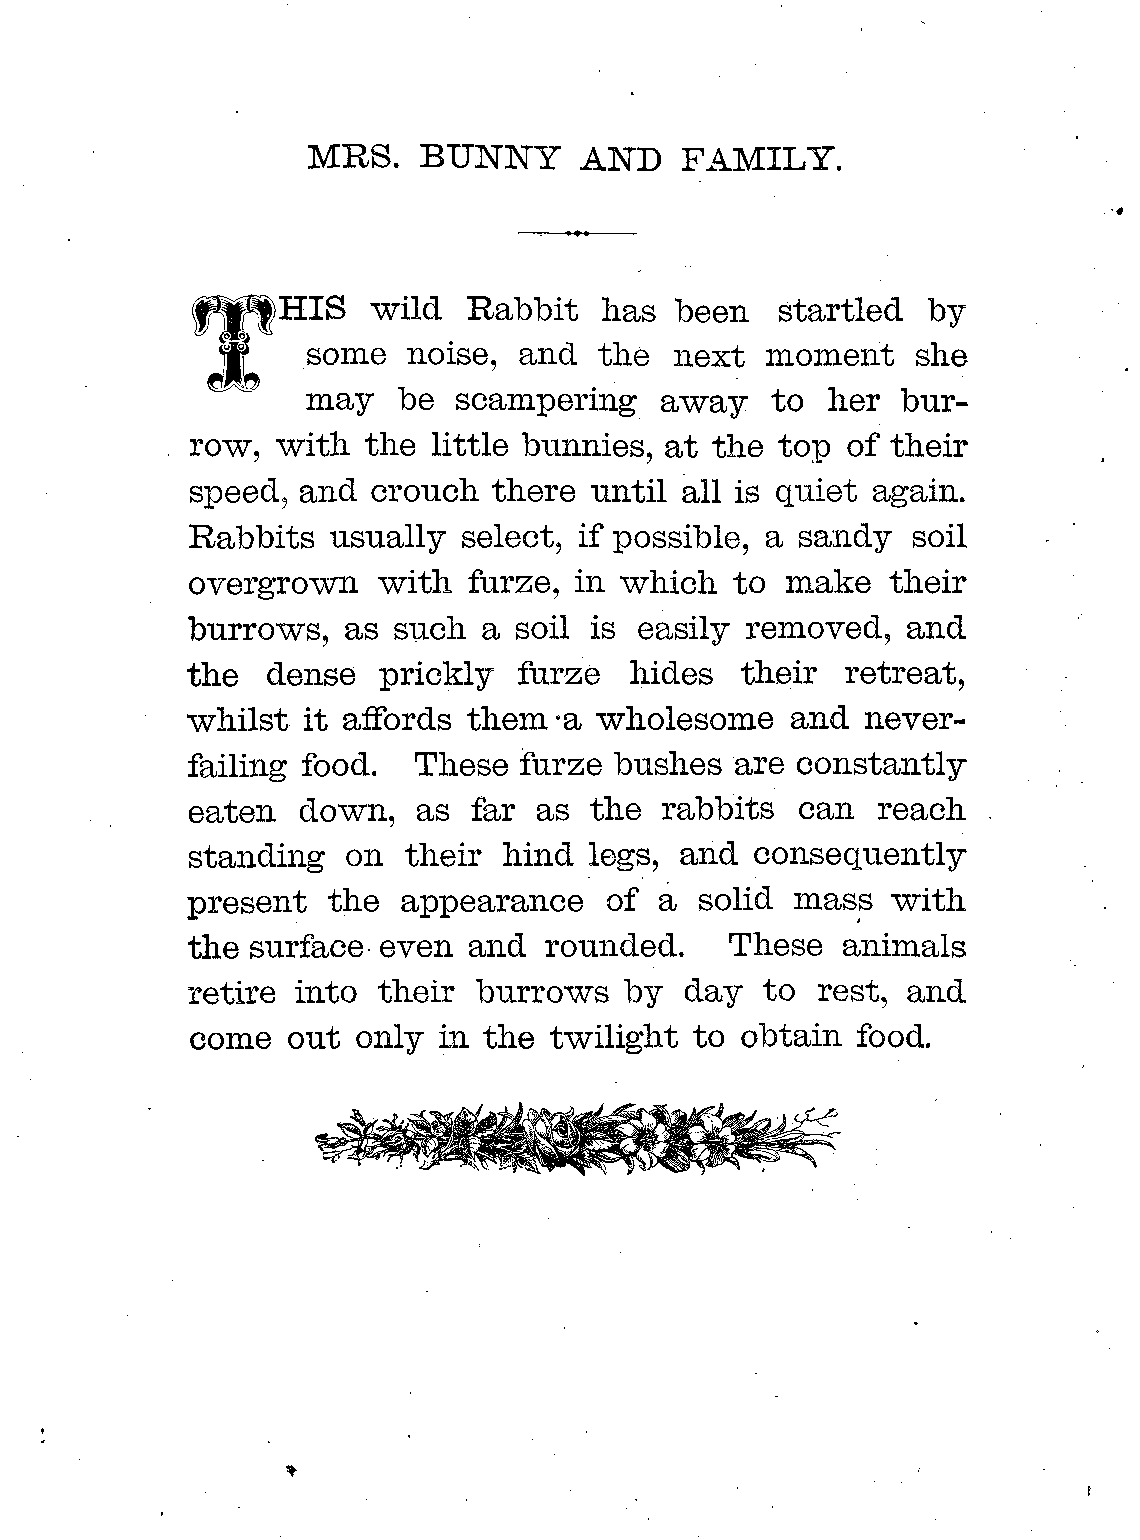 MRS. BUNNY AND FAMILY.
THIS wild Rabbit has been startled by
some noise, and the next moment she
may be scampering away to her bur-
row, with the little bunnies, at the top of their
speed, and crouch there until all is quiet again.
Rabbits usually select, if possible, a sandy soil
overgrown with furze, in which to make their
burrows, as such a soil is easily removed, and
the dense prickly furze hides their retreat,
whilst it affords them a wholesome and never-
failing food. These furze bushes are constantly
eaten down, as far as the rabbits can reach
standing on their hind legs, and consequently
present the appearance of a solid mass with
the surface even and rounded. These animals
retire into their burrows by day to rest, and
come out only in the twilight to obtain food.